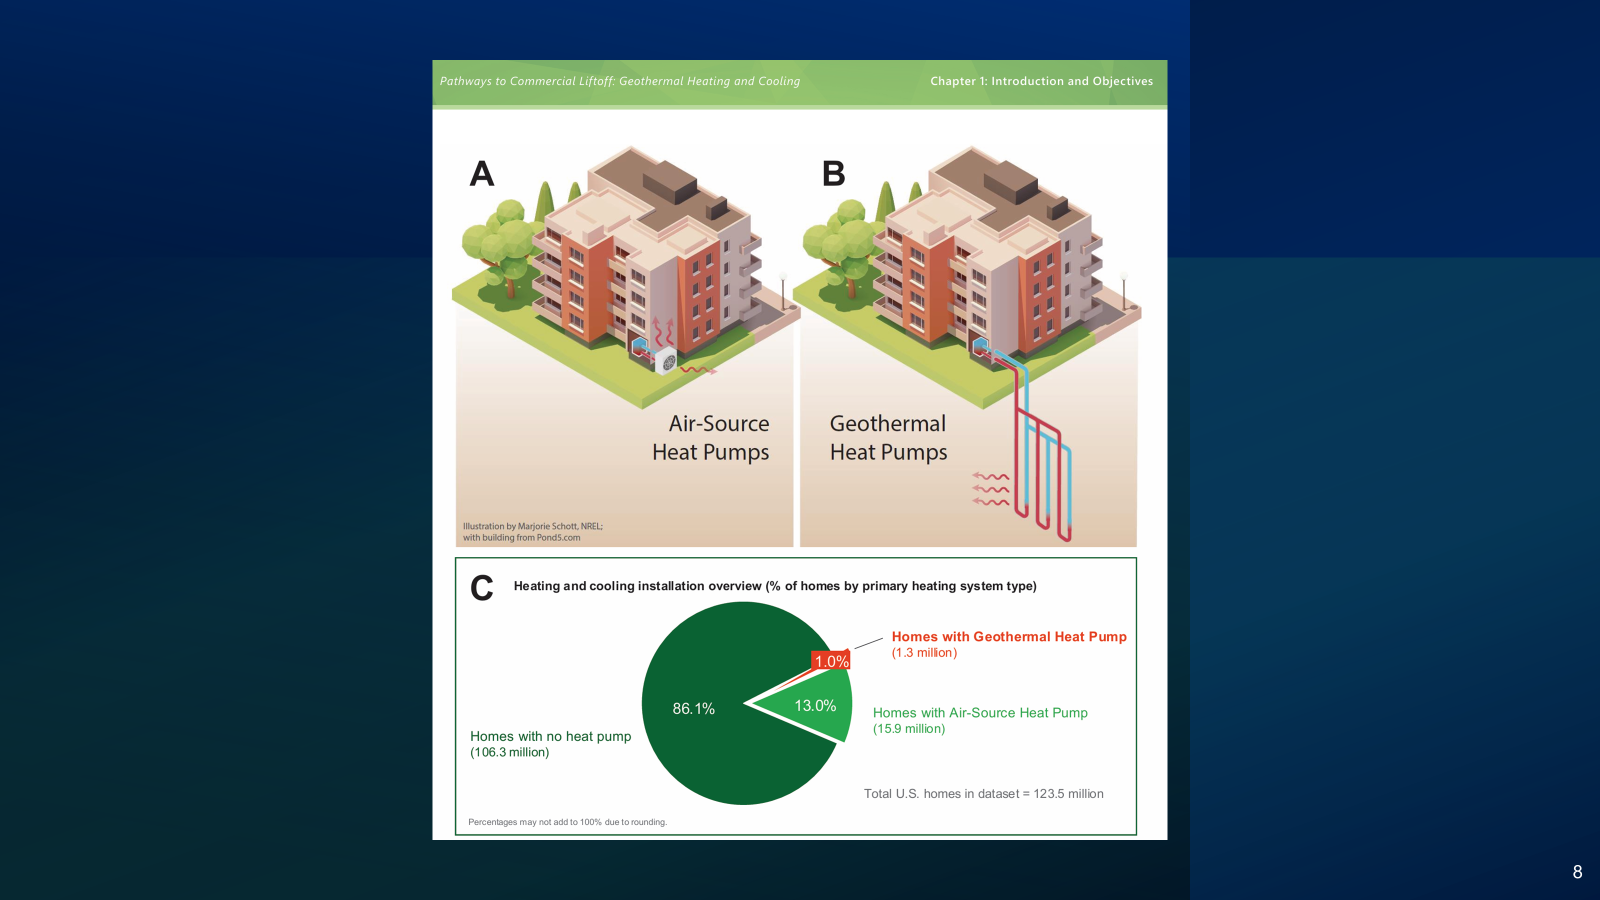 Pathways to Commercial Liftoff: Geothermal Heating and Cooling
Chapter 1: Introduction and Objectives
A
B
Air-Source
Heat Pumps
Geothermal
Heat Pumps
Illustration by Marjorie Schott, NREL;
with building from Pond5.com
C
Heating and cooling installation overview (% of homes by primary heating system type)
Homes with Geothermal Heat Pump
(1.3 million)
1.0%
86.1%
13.0%
Homes with Air-Source Heat Pump
(15.9 million)
Homes with no heat pump
(106.3 million)
Total U.S. homes in dataset = 123.5 million
Percentages may not add to 100% due to rounding.
8